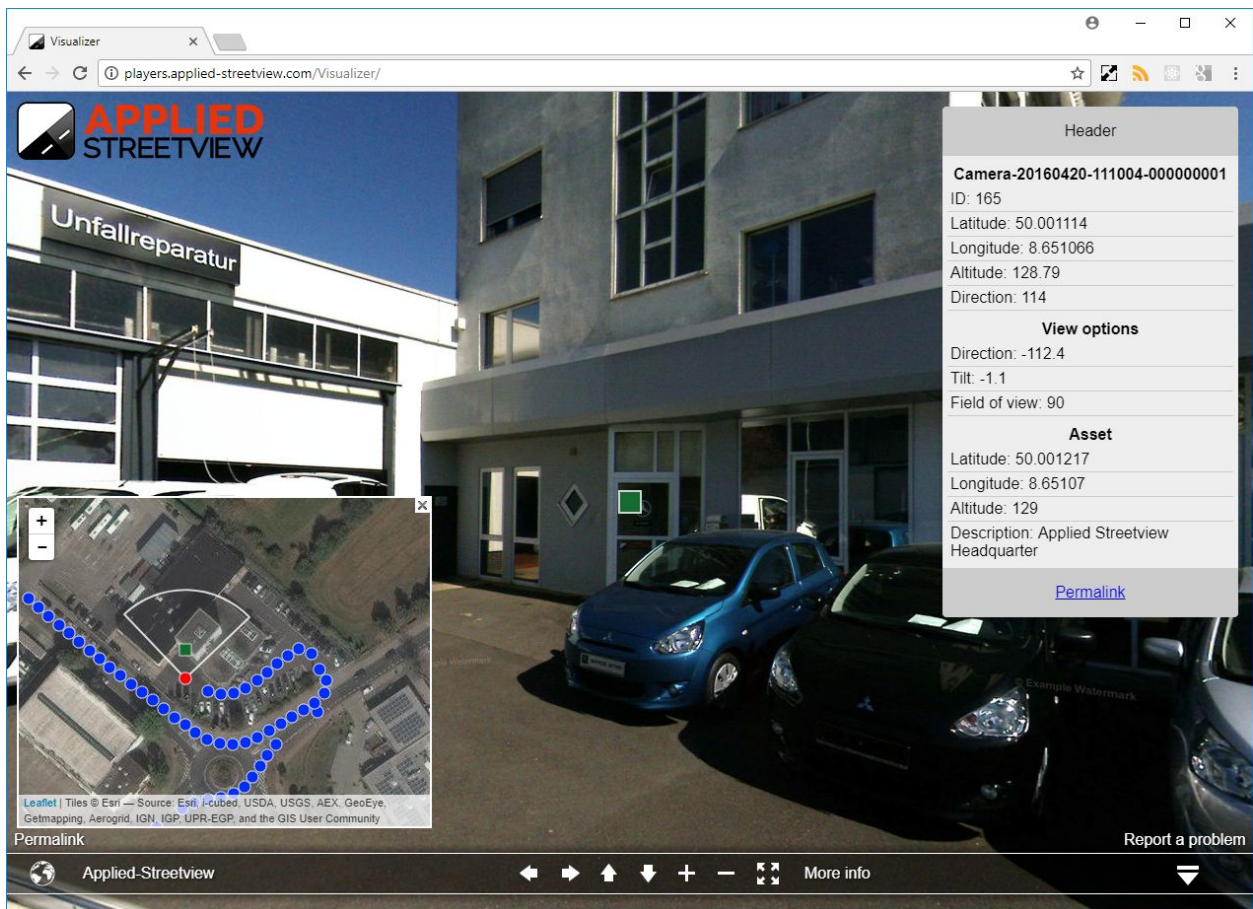 Visualizer
players.applied-streetview.com/Visualizer/
APPLIED
STREETVIEW
Unfallreparatur
Header
Camera-20160420-111004-000000001
ID: 165
Latitude: 50.001114
Longitude: 8.651066
Altitude: 128.79
Direction: 114
View options
Direction: -112.4
Tilt: -1.1
Field of view: 90
Asset
Latitude: 50.001217
Longitude: 8.65107
Altitude: 129
Description: Applied Streetview
Headquarter
Permalink
+
−
Leaflet | Tiles © Esri — Source: Esri, i-cubed, USDA, USGS, AEX, GeoEye,
Getmapping, Aerogrid, IGN, IGP, UPR-EGP, and the GIS User Community
Example Watermark
© Example Watermark
Permalink
Report a problem
Applied-Streetview
More info